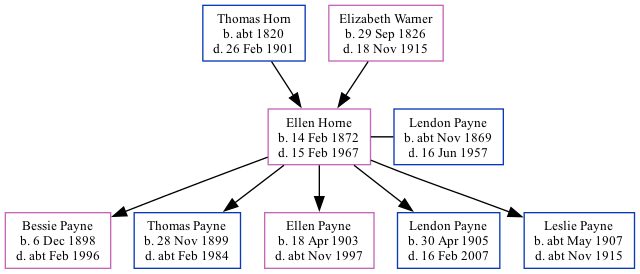 Thomas Horn
b. abt 1820
d. 26 Feb 1901
Elizabeth Warner
b. 29 Sep 1826
d. 18 Nov 1915
Ellen Horne
b. 14 Feb 1872
d. 15 Feb 1967
Lendon Payne
b. abt Nov 1869
d. 16 Jun 1957
Bessie Payne
b. 6 Dec 1898
d. abt Feb 1996
Thomas Payne
b. 28 Nov 1899
d. abt Feb 1984
Ellen Payne
b. 18 Apr 1903
d. abt Nov 1997
Lendon Payne
b. 30 Apr 1905
d. 16 Feb 2007
Leslie Payne
b. abt May 1907
d. abt Nov 1915